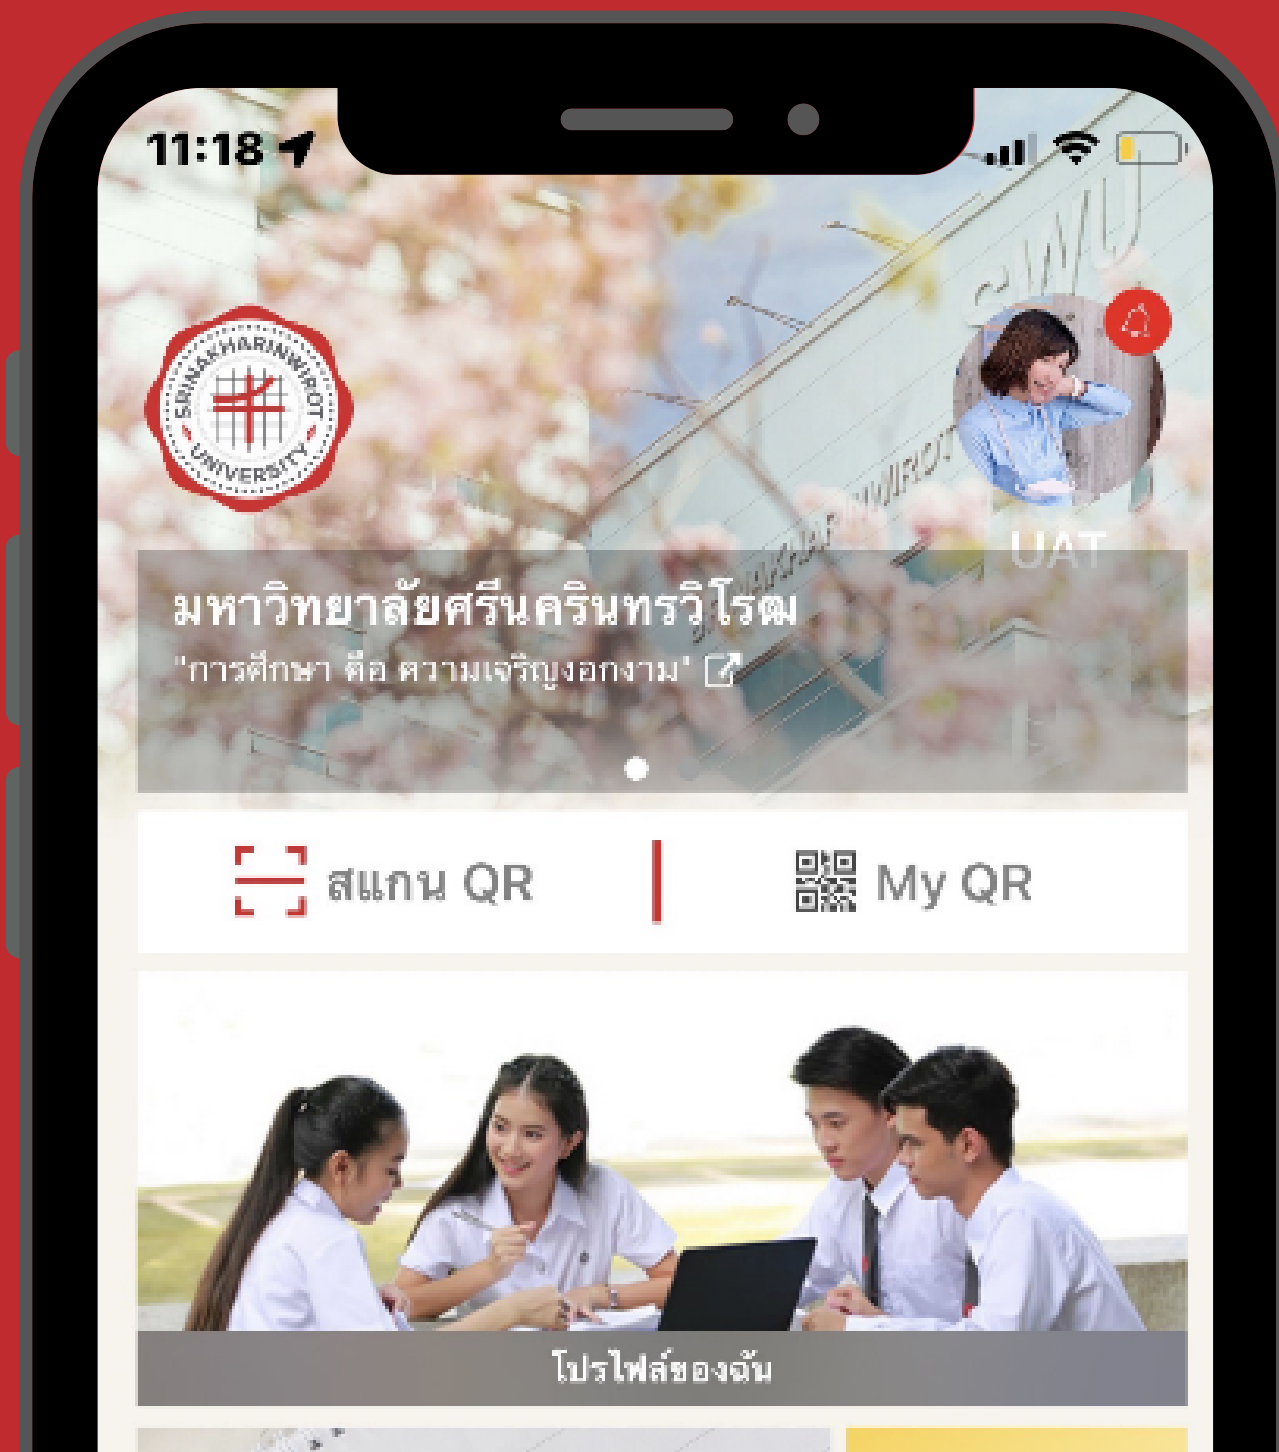 11:18
SWU
SRINAKHARINWIROT
SRINAKHARINWIROT
UNIVERSITY
UAT
มหาวิทยาลัยศรีนครินทรวิโรฒ
"การศึกษา คือ ความเจริญงอกงาม"
สแกน QR
My QR
โปรไฟล์ของฉัน